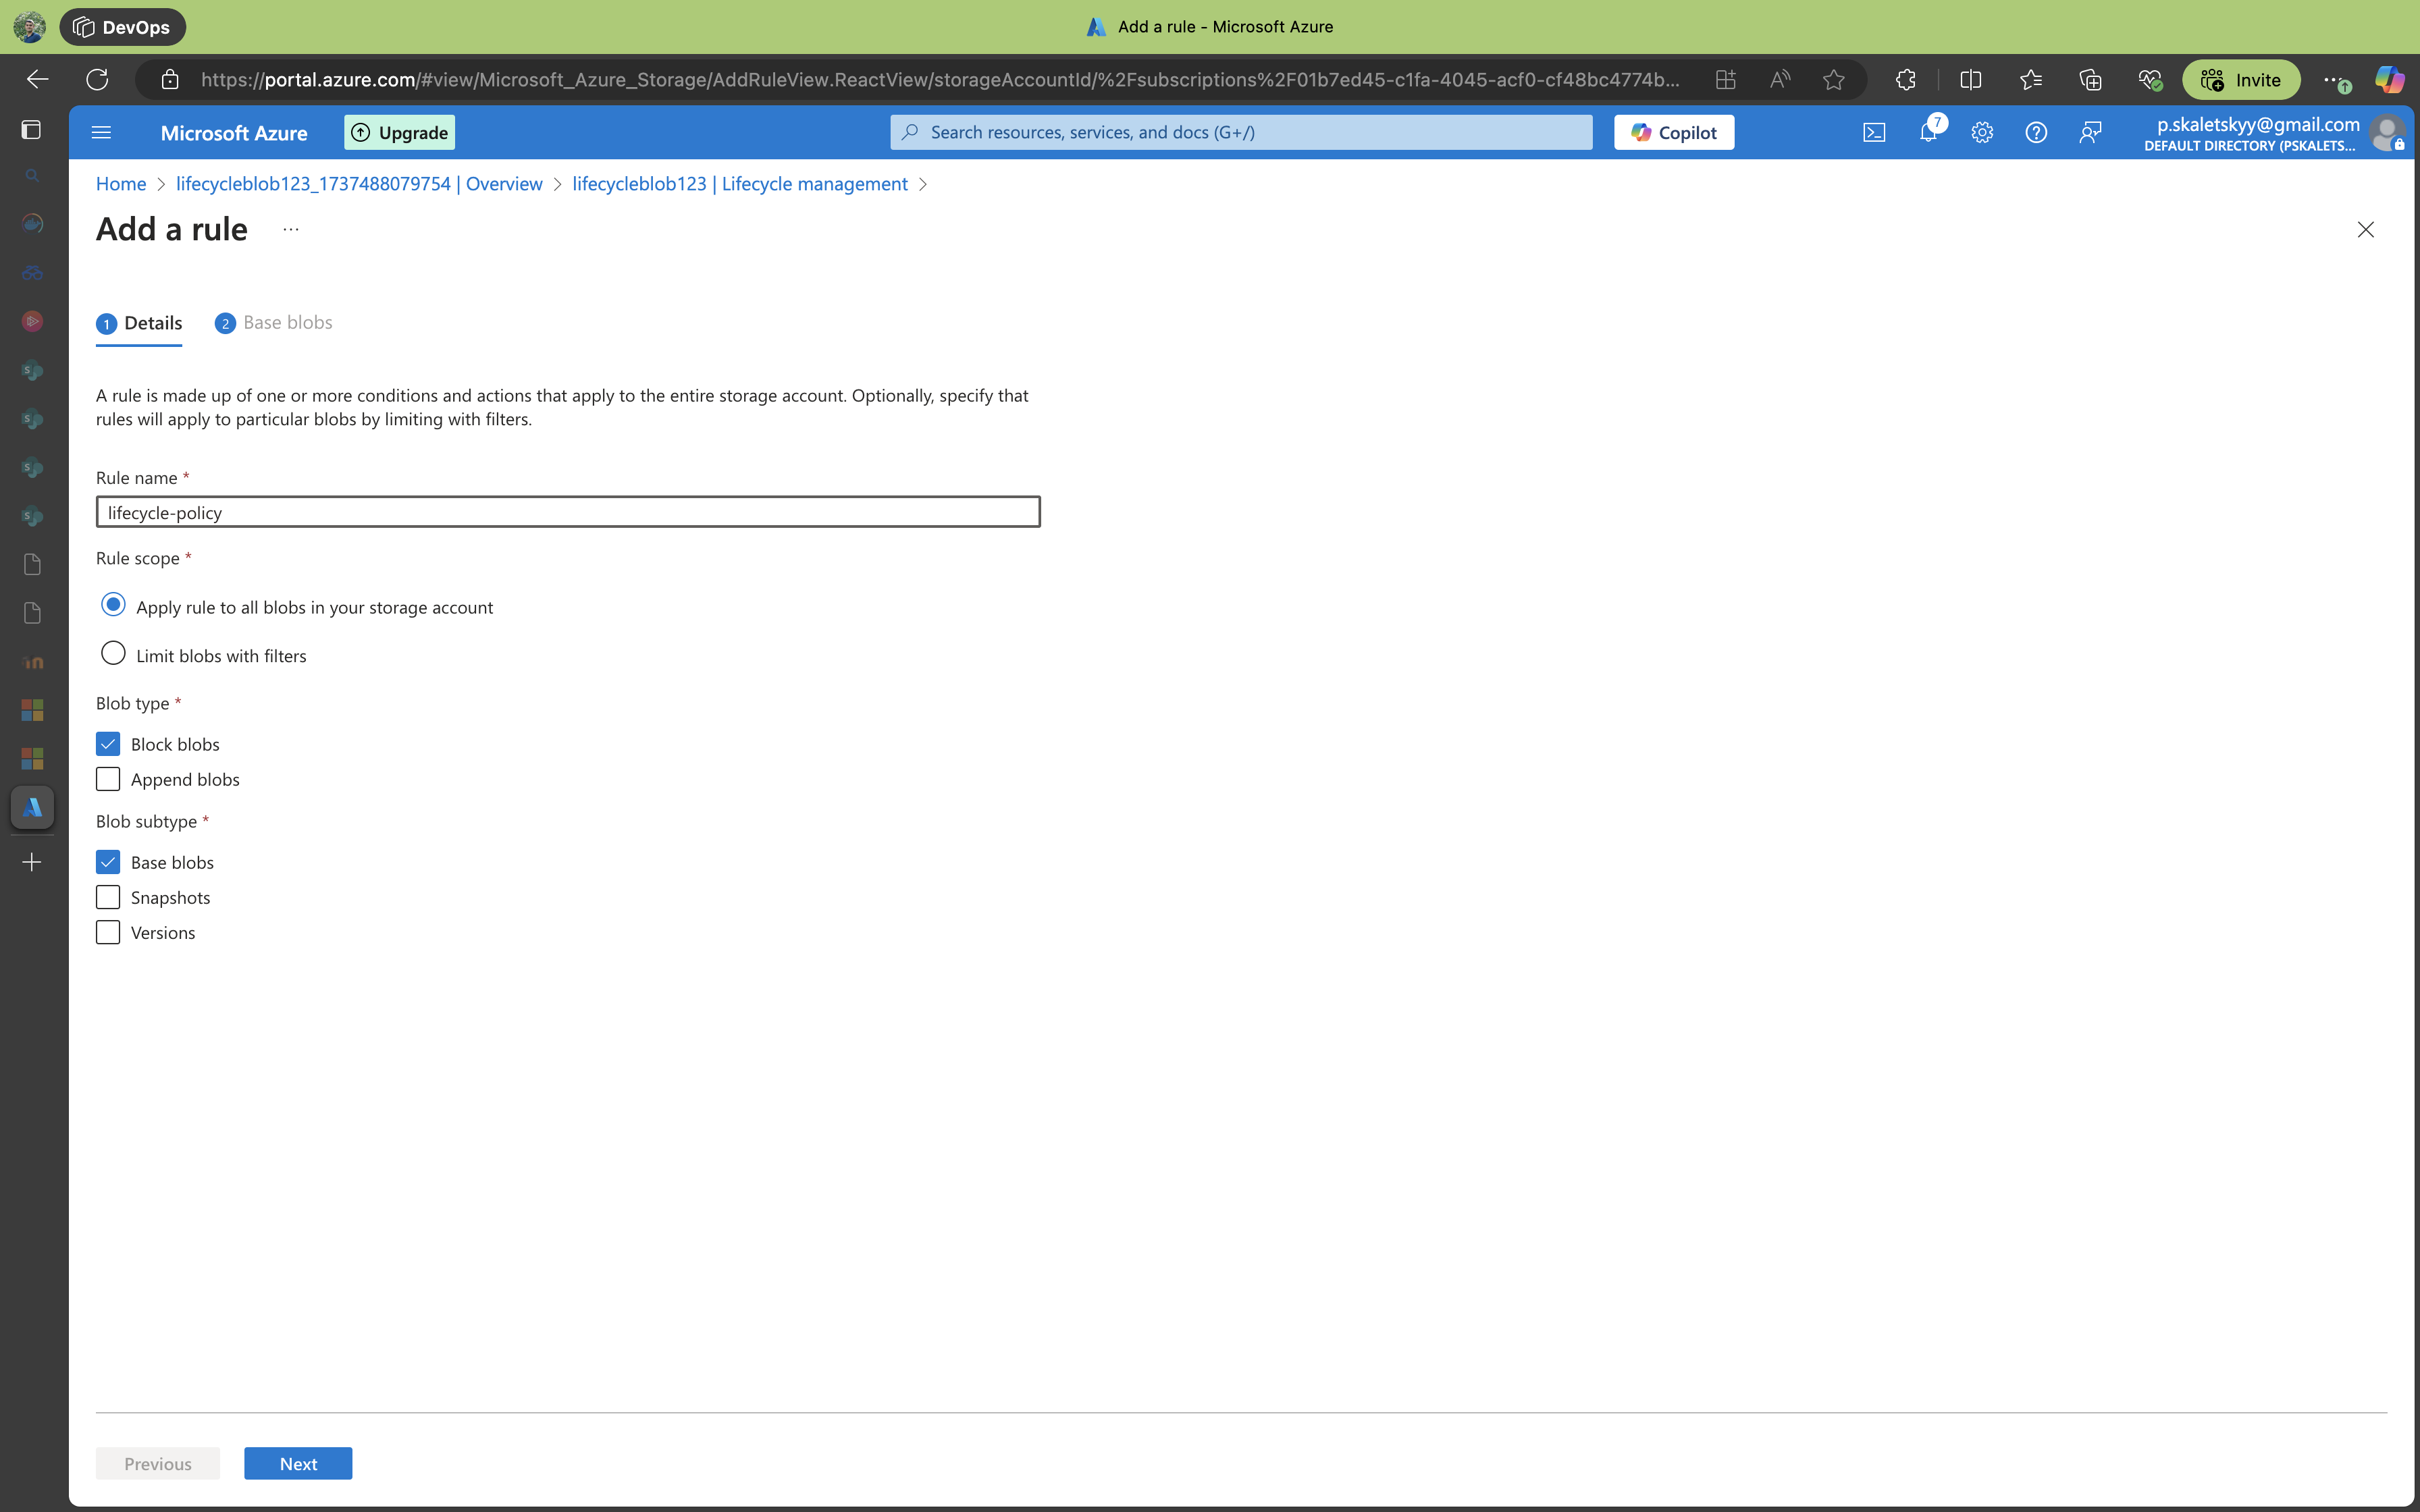 DevOps
Add a rule - Microsoft Azure
https://portal.azure.com/#view/Microsoft_Azure_Storage/AddRuleView.ReactView/storageAccountId/%2Fsubscriptions%2F01b7ed45-c1fa-4045-acf0-cf48bc4774b...
Invite
Microsoft Azure
Upgrade
Search resources, services, and docs (G+/)
Copilot
7
p.skaletskyy@gmail.com
DEFAULT DIRECTORY (PSKALETS...
Home > lifecycleblob123_1737488079754 | Overview > lifecycleblob123 | Lifecycle management >
Add a rule ...
1 Details
2 Base blobs
A rule is made up of one or more conditions and actions that apply to the entire storage account. Optionally, specify that
rules will apply to particular blobs by limiting with filters.
Rule name *
lifecycle-policy
Rule scope *
Apply rule to all blobs in your storage account
Limit blobs with filters
Blob type *
Block blobs
Append blobs
Blob subtype *
Base blobs
Snapshots
Versions
Previous
Next